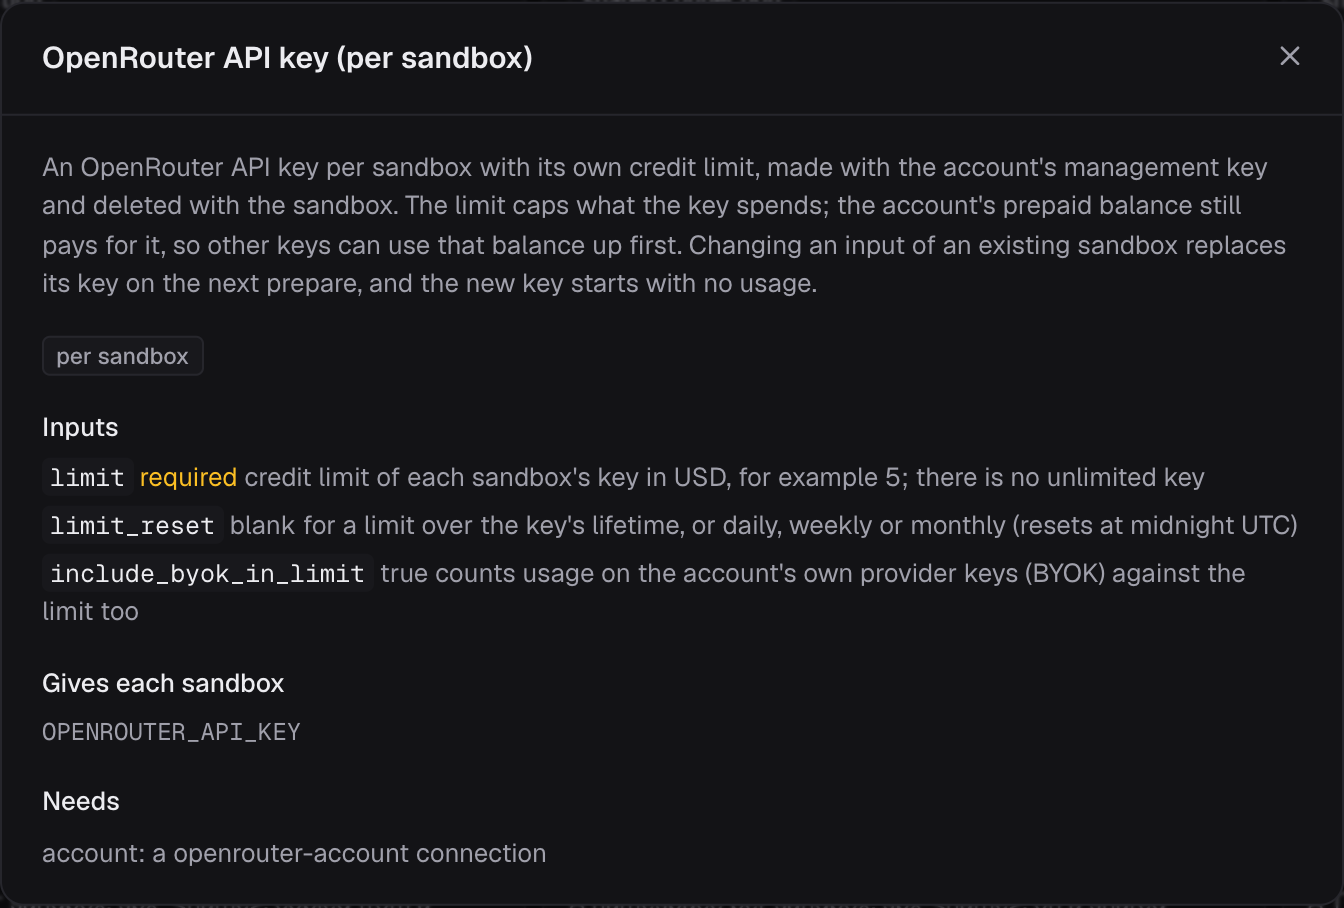 OpenRouter API key (per sandbox)
An OpenRouter API key per sandbox with its own credit limit, made with the account's management key
and deleted with the sandbox. The limit caps what the key spends; the account's prepaid balance still
pays for it, so other keys can use that balance up first. Changing an input of an existing sandbox replaces
its key on the next prepare, and the new key starts with no usage.
per sandbox
Inputs
limit required credit limit of each sandbox's key in USD, for example 5; there is no unlimited key
limit_reset blank for a limit over the key's lifetime, or daily, weekly or monthly (resets at midnight UTC)
include_byok_in_limit true counts usage on the account's own provider keys (BYOK) against the
limit too
Gives each sandbox
OPENROUTER_API_KEY
Needs
account: a openrouter-account connection